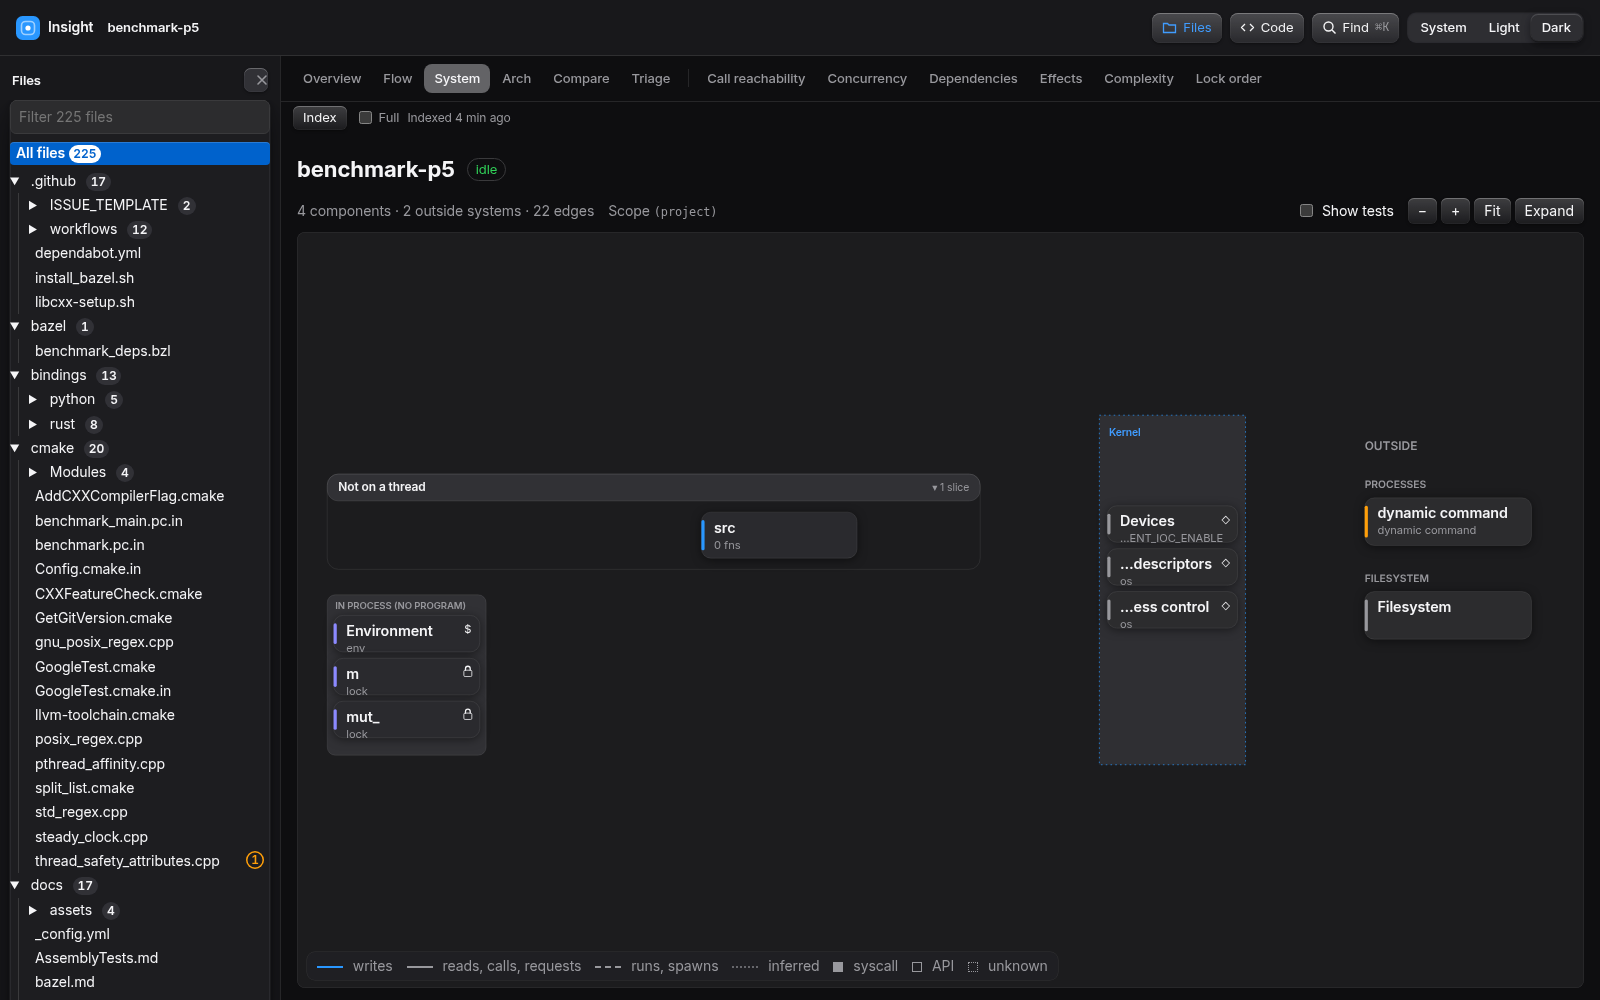 Insight benchmark-p5
Files Code Find ⌘K System Light Dark
Files
Filter 225 files
All files 225
.github 17
ISSUE_TEMPLATE 2
workflows 12
dependabot.yml
install_bazel.sh
libcxx-setup.sh
bazel 1
benchmark_deps.bzl
bindings 13
python 5
rust 8
cmake 20
Modules 4
AddCXXCompilerFlag.cmake
benchmark_main.pc.in
benchmark.pc.in
Config.cmake.in
CXXFeatureCheck.cmake
GetGitVersion.cmake
gnu_posix_regex.cpp
GoogleTest.cmake
GoogleTest.cmake.in
llvm-toolchain.cmake
posix_regex.cpp
pthread_affinity.cpp
split_list.cmake
std_regex.cpp
steady_clock.cpp
thread_safety_attributes.cpp 1
docs 17
assets 4
_config.yml
AssemblyTests.md
bazel.md
Overview Flow System Arch Compare Triage Call reachability Concurrency Dependencies Effects Complexity Lock order
Index Full Indexed 4 min ago
benchmark-p5 idle
4 components · 2 outside systems · 22 edges Scope (project)
Show tests − + Fit Expand
Not on a thread ▾ 1 slice
src
0 fns
IN PROCESS (NO PROGRAM)
Environment $
env
m
lock
mut_
lock
Kernel
Devices
...ENT_IOC_ENABLE
...descriptors
os
...ess control
os
OUTSIDE
PROCESSES
dynamic command
dynamic command
FILESYSTEM
Filesystem
writes reads, calls, requests runs, spawns inferred syscall API unknown